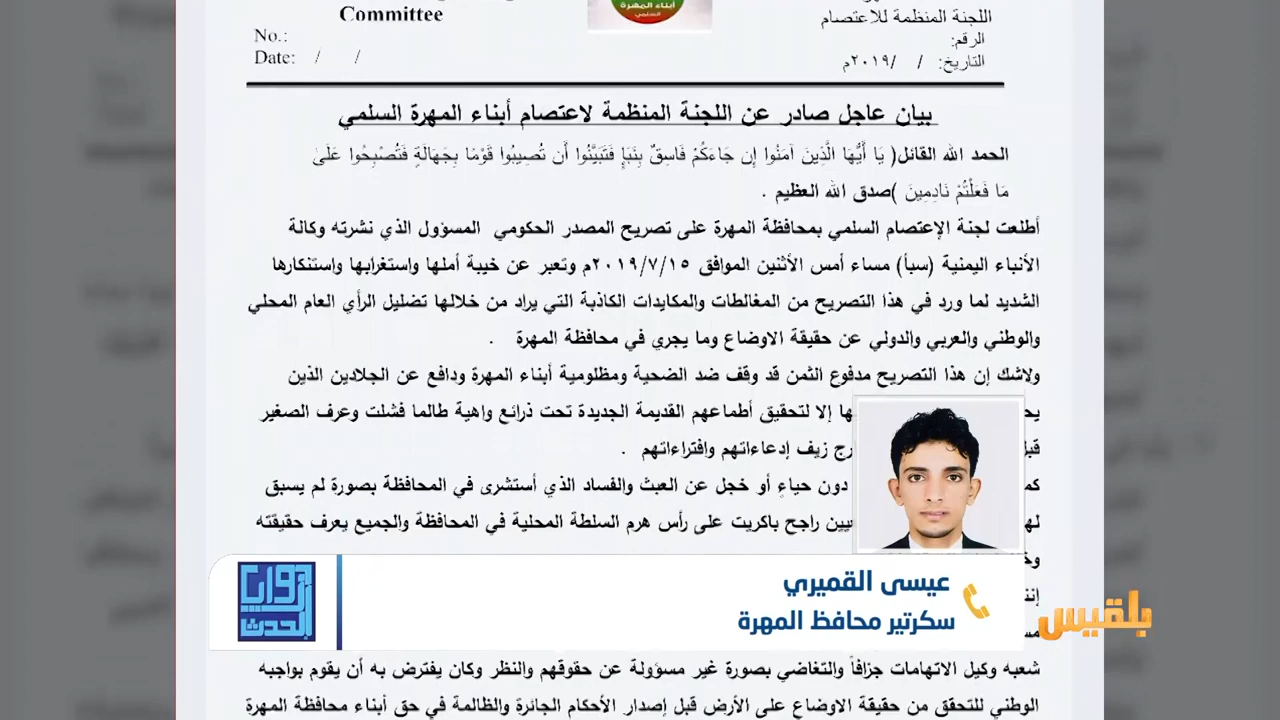 Committee
اللجنة المنظمة للاعتصام
No.:
الرقم:
Date: / /
التاريخ: / /٢٠١٩م
أبناء المهرة
السلمي
بيان عاجل صادر عن اللجنة المنظمة لاعتصام أبناء المهرة السلمي
الحمد الله القائل( يَا أَيُّهَا الَّذِينَ آمَنُوا إِن جَاءَكُمْ فَاسِقٌ بِنَبَإٍ فَتَبَيَّنُوا أَن تُصِيبُوا قَوْمًا بِجَهَالَةٍ فَتُصْبِحُوا عَلَىٰ
مَا فَعَلْتُمْ نَادِمِينَ )صدق الله العظيم .
أطلعت لجنة الإعتصام السلمي بمحافظة المهرة على تصريح المصدر الحكومي المسؤول الذي نشرته وكالة
الأنباء اليمنية (سبأ) مساء أمس الأثنين الموافق ٢٠١٩/٧/١٥م وتعبر عن خيبة أملها واستغرابها واستنكارها
الشديد لما ورد في هذا التصريح من المغالطات والمكايدات الكاذبة التي يراد من خلالها تضليل الرأي العام المحلي
والوطني والعربي والدولي عن حقيقة الاوضاع وما يجري في محافظة المهرة .
ولاشك إن هذا التصريح مدفوع الثمن قد وقف ضد الضحية ومظلومية أبناء المهرة ودافع عن الجلادين الذين
إلا لتحقيق أطماعهم القديمة الجديدة تحت ذرائع واهية طالما فشلت وعرف الصغير
زيف إدعاءاتهم وافتراءاتهم .
دون حياءٍ أو خجل عن العبث والفساد الذي أستشرى في المحافظة بصورة لم يسبق
راجح باكريت على رأس هرم السلطة المحلية في المحافظة والجميع يعرف حقيقته
عيسى القميري
سكرتير محافظ المهرة
الحدث
بلقيس
شعبه وكيل الاتهامات جزافاً والتغاضي بصورة غير مسؤولة عن حقوقهم والنظر وكان يفترض به أن يقوم بواجبه
الوطني للتحقق من حقيقة الاوضاع على الأرض قبل إصدار الأحكام الجائرة والظالمة في حق أبناء محافظة المهرة